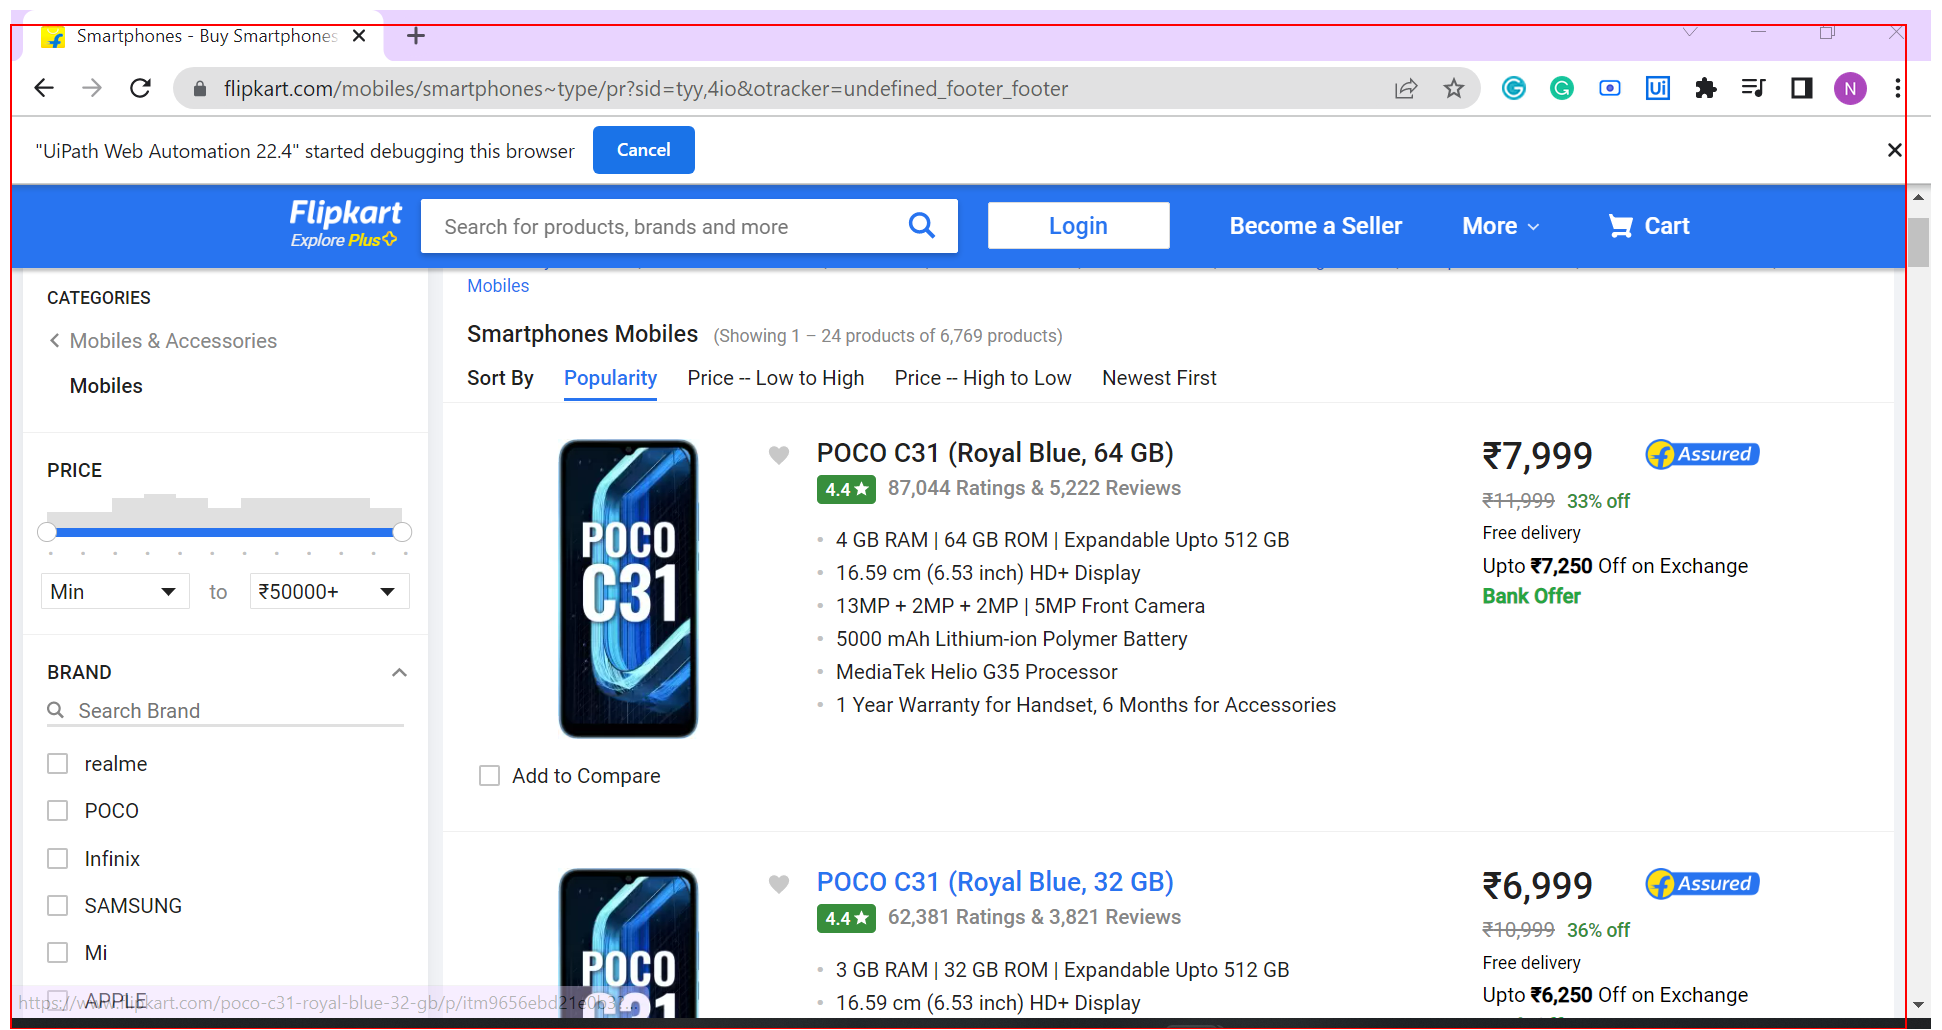 Smartphones - Buy Smartphones
flipkart.com/mobiles/smartphones~type/pr?sid=tyy,4io&otracker=undefined_footer_footer
Ui
N
"UiPath Web Automation 22.4" started debugging this browser
Cancel
Flipkart
Explore Plus
Search for products, brands and more
Login
Become a Seller
More
Cart
CATEGORIES
Mobiles & Accessories
Mobiles
PRICE
Min
to
₹50000+
BRAND
Search Brand
realme
POCO
Infinix
SAMSUNG
Mi
APPLE
Mobiles
Smartphones Mobiles (Showing 1 – 24 products of 6,769 products)
Sort By Popularity Price -- Low to High Price -- High to Low Newest First
POCO
C31
Add to Compare
POCO C31 (Royal Blue, 64 GB)
4.4★ 87,044 Ratings & 5,222 Reviews
4 GB RAM | 64 GB ROM | Expandable Upto 512 GB
16.59 cm (6.53 inch) HD+ Display
13MP + 2MP + 2MP | 5MP Front Camera
5000 mAh Lithium-ion Polymer Battery
MediaTek Helio G35 Processor
1 Year Warranty for Handset, 6 Months for Accessories
₹7,999
Assured
₹11,999 33% off
Free delivery
Upto ₹7,250 Off on Exchange
Bank Offer
POCO
C31
POCO C31 (Royal Blue, 32 GB)
4.4★ 62,381 Ratings & 3,821 Reviews
3 GB RAM | 32 GB ROM | Expandable Upto 512 GB
16.59 cm (6.53 inch) HD+ Display
₹6,999
Assured
₹10,999 36% off
Free delivery
Upto ₹6,250 Off on Exchange